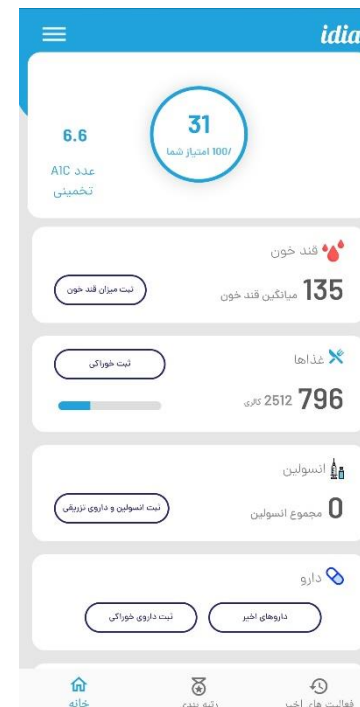 idia
31
/100 امتیاز شما
6.6
عدد A1C
تخمینی
قند خون
135 میانگین قند خون
ثبت میزان قند خون
غذاها
ثبت خوراکی
796 2512 کالری
انسولین
0 مجموع انسولین
ثبت انسولین و داروی تزریقی
دارو
داروهای اخیر
ثبت داروی خوراکی
فعالیت های اخیر
رتبه بندی
خانه